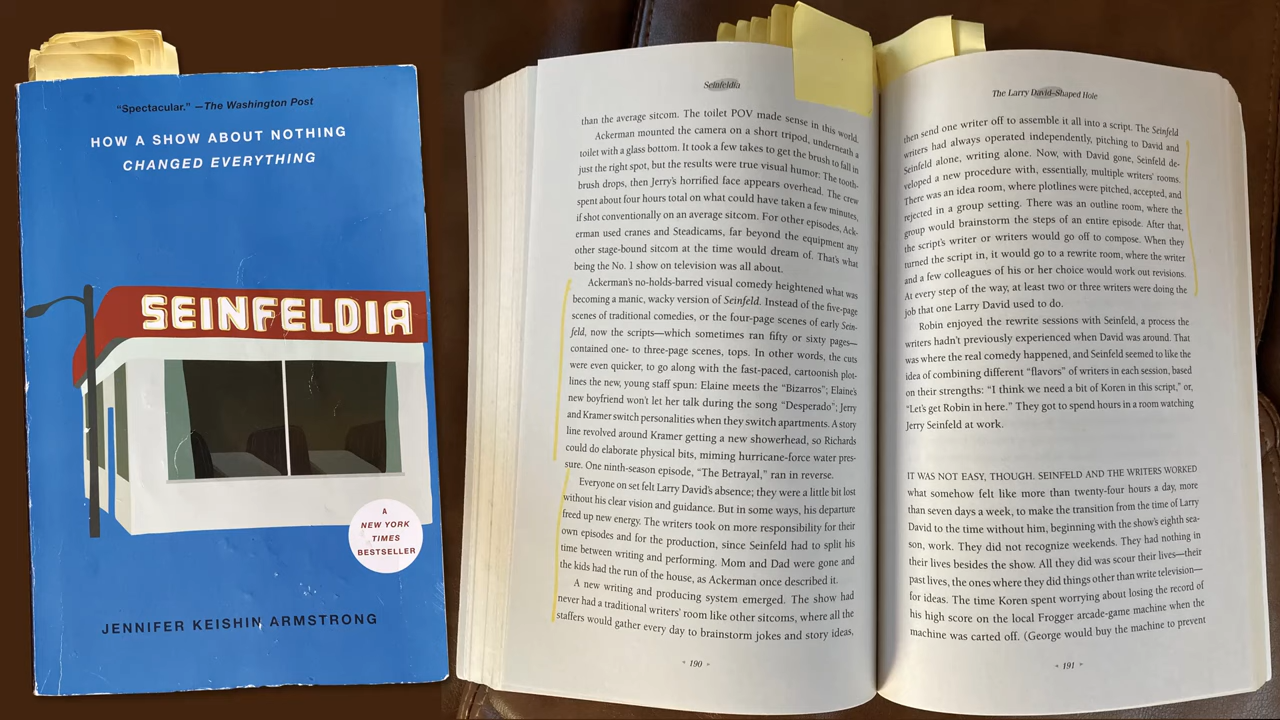 “Spectacular.” —The Washington Post
HOW A SHOW ABOUT NOTHING
CHANGED EVERYTHING
SEINFELDIA
A
NEW YORK
TIMES
BESTSELLER
JENNIFER KEISHIN ARMSTRONG
Seinfeldia
than the average sitcom. The toilet POV made sense in this world.
Ackerman mounted the camera on a short tripod, underneath a
toilet with a glass bottom. It took a few takes to get the brush to fall in
just the right spot, but the results were true visual humor: The tooth-
brush drops, then Jerry’s horrified face appears overhead. The crew
spent about four hours total on what could have taken a few minutes,
if shot conventionally on an average sitcom. For other episodes, Ack-
erman used cranes and Steadicams, far beyond the equipment any
other stage-bound sitcom at the time would dream of. That’s what
being the No. 1 show on television was all about.
Ackerman’s no-holds-barred visual comedy heightened what was
becoming a manic, wacky version of Seinfeld. Instead of the five-page
scenes of traditional comedies, or the four-page scenes of early Sein-
feld, now the scripts—which sometimes ran fifty or sixty pages—
contained one- to three-page scenes, tops. In other words, the cuts
were even quicker, to go along with the fast-paced, cartoonish plot-
lines the new, young staff spun: Elaine meets the “Bizarros”; Elaine’s
new boyfriend won’t let her talk during the song “Desperado”; Jerry
and Kramer switch personalities when they switch apartments. A story
line revolved around Kramer getting a new showerhead, so Richards
could do elaborate physical bits, miming hurricane-force water pres-
sure. One ninth-season episode, “The Betrayal,” ran in reverse.
Everyone on set felt Larry David’s absence; they were a little bit lost
without his clear vision and guidance. But in some ways, his departure
freed up new energy. The writers took on more responsibility for their
own episodes and for the production, since Seinfeld had to split his
time between writing and performing. Mom and Dad were gone and
the kids had the run of the house, as Ackerman once described it.
A new writing and producing system emerged. The show had
never had a traditional writers’ room like other sitcoms, where all the
staffers would gather every day to brainstorm jokes and story ideas,
190
The Larry David–Shaped Hole
then send one writer off to assemble it all into a script. The Seinfeld
writers had always operated independently, pitching to David and
Seinfeld alone, writing alone. Now, with David gone, Seinfeld de-
veloped a new procedure with, essentially, multiple writers’ rooms.
There was an idea room, where plotlines were pitched, accepted, and
rejected in a group setting. There was an outline room, where the
group would brainstorm the steps of an entire episode. After that,
the script’s writer or writers would go off to compose. When they
turned the script in, it would go to a rewrite room, where the writer
and a few colleagues of his or her choice would work out revisions.
At every step of the way, at least two or three writers were doing the
job that one Larry David used to do.
Robin enjoyed the rewrite sessions with Seinfeld, a process the
writers hadn’t previously experienced when David was around. That
was where the real comedy happened, and Seinfeld seemed to like the
idea of combining different “flavors” of writers in each session, based
on their strengths: “I think we need a bit of Koren in this script,” or,
“Let’s get Robin in here.” They got to spend hours in a room watching
Jerry Seinfeld at work.
IT WAS NOT EASY, THOUGH. SEINFELD AND THE WRITERS WORKED
what somehow felt like more than twenty-four hours a day, more
than seven days a week, to make the transition from the time of Larry
David to the time without him, beginning with the show’s eighth sea-
son, work. They did not recognize weekends. They had nothing in
their lives besides the show. All they did was scour their lives—their
past lives, the ones where they did things other than write television—
for ideas. The time Koren spent worrying about losing the record of
his high score on the local Frogger arcade-game machine when the
machine was carted off. (George would buy the machine to prevent
191